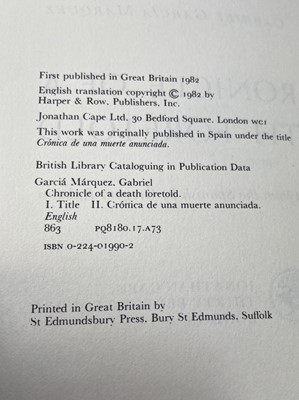 First published in Great Britain 1982
English translation copyright © 1982 by
Harper & Row, Publishers, Inc.
Jonathan Cape Ltd, 30 Bedford Square, London WC1
This work was originally published in Spain under the title
Crónica de una muerte anunciada.
British Library Cataloguing in Publication Data
Garciá Márquez, Gabriel
Chronicle of a death foretold.
I. Title II. Crónica de una muerte anunciada.
English
863 PQ8180.17.A73
ISBN 0-224-01990-2
Printed in Great Britain by
St Edmundsbury Press, Bury St Edmunds, Suffolk